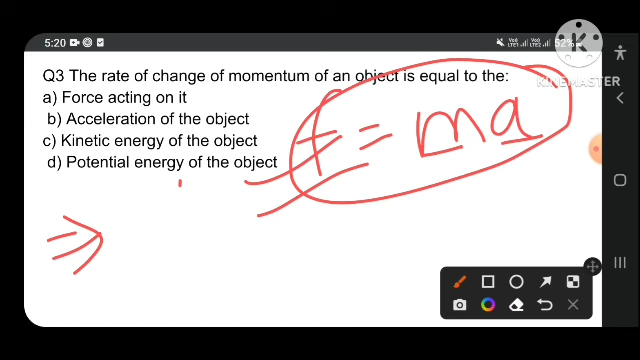 5:20
52%
KINEMASTER
Q3 The rate of change of momentum of an object is equal to the:
a) Force acting on it
b) Acceleration of the object
c) Kinetic energy of the object
d) Potential energy of the object
F = ma